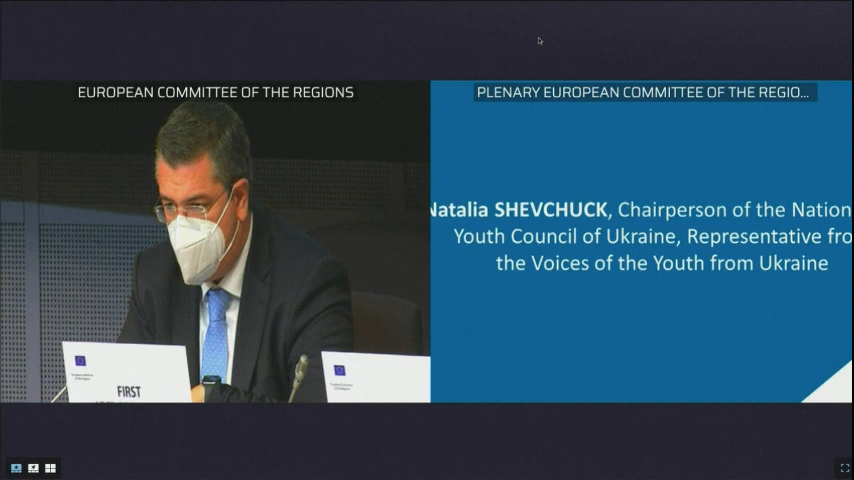 EUROPEAN COMMITTEE OF THE REGIONS
PLENARY EUROPEAN COMMITTEE OF THE REGIO...
Natalia SHEVCHUCK, Chairperson of the Nation
Youth Council of Ukraine, Representative fro
the Voices of the Youth from Ukraine
FIRST